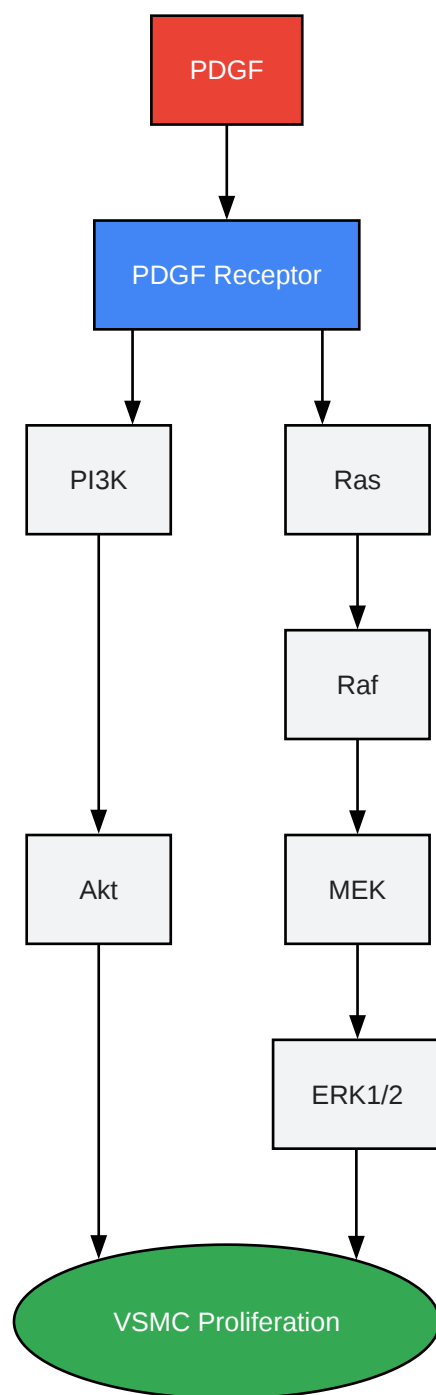 PDGF
PDGF Receptor
PI3K
Ras
Raf
Akt
MEK
ERK1/2
VSMC Proliferation